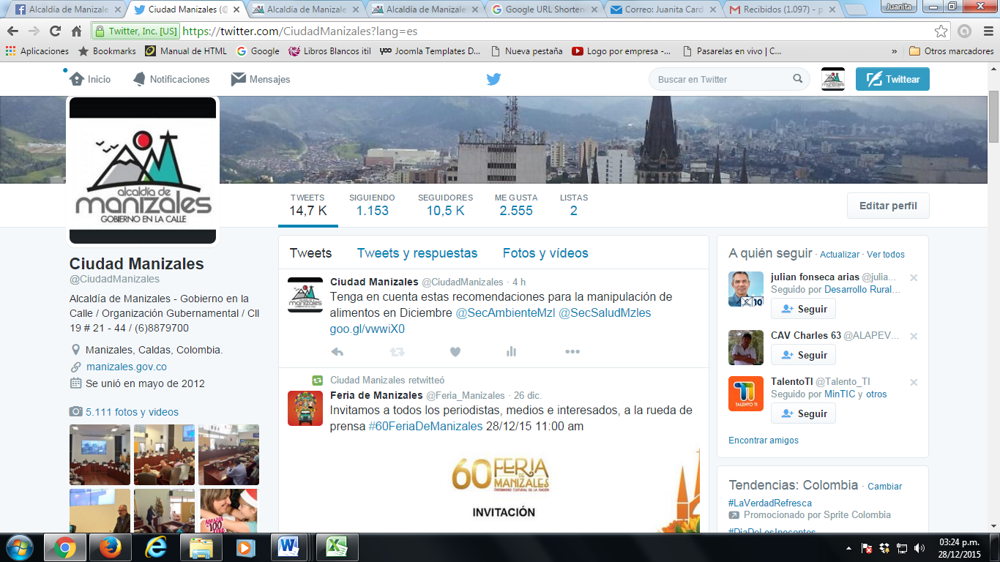 Alcaldía de Manizale
Ciudad Manizales (@
Alcaldía de Manizale
Alcaldía de Manizale
Google URL Shorten
Correo: Juanita Card
Recibidos (1.097) - p
Juanita
Twitter, Inc. [US]
https://twitter.com/CiudadManizales?lang=es
Aplicaciones
Bookmarks
Manual de HTML
Google
Libros Blancos itil
Joomla Templates D...
Nueva pestaña
Logo por empresa -...
Pasarelas en vivo | C...
»
Otros marcadores
Inicio
Notificaciones
Mensajes
Buscar en Twitter
Twittear
alcaldía de
manizales
GOBIERNO EN LA CALLE
TWEETS
14,7 K
SIGUIENDO
1.153
SEGUIDORES
10,5 K
ME GUSTA
2.555
LISTAS
2
Editar perfil
Ciudad Manizales
@CiudadManizales
Alcaldía de Manizales - Gobierno en la
Calle / Organización Gubernamental / Cll
19 # 21 - 44 / (6)8879700
Manizales, Caldas, Colombia.
manizales.gov.co
Se unió en mayo de 2012
5.111 fotos y videos
Tweets
Tweets y respuestas
Fotos y vídeos
Ciudad Manizales @CiudadManizales · 4 h
Tenga en cuenta estas recomendaciones para la manipulación de
alimentos en Diciembre @SecAmbienteMzl @SecSaludMzles
goo.gl/vwwiX0
Ciudad Manizales retwitteó
Feria de Manizales @Feria_Manizales · 26 dic.
Invitamos a todos los periodistas, medios e interesados, a la rueda de
prensa #60FeriaDeManizales 28/12/15 11:00 am
60 FERIA
DE
MANIZALES
PATRIMONIO CULTURAL DE LA NACIÓN
INVITACIÓN
A quién seguir · Actualizar · Ver todos
julian fonseca arias @julia...
Seguido por Desarrollo Rural...
Seguir
CAV Charles 63 @ALAPEV...
Seguir
TalentoTI @Talento_TI
Seguido por MinTIC y otros
Seguir
TALENTO TI
Encontrar amigos
Tendencias: Colombia · Cambiar
#LaVerdadRefresca
Promocionado por Sprite Colombia
#DiaDeLosInocentes
03:24 p.m.
28/12/2015